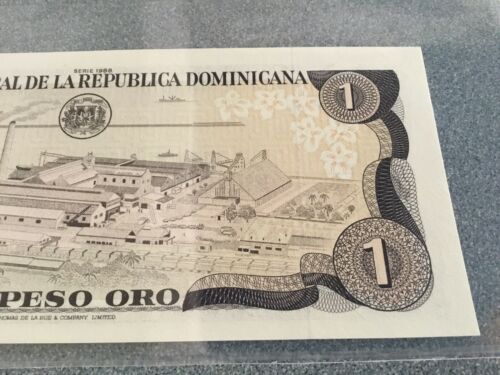 SERIE 1988
AL DE LA REPUBLICA DOMINICANA
1
1
PESO ORO
THOMAS DE LA RUE & COMPANY, LIMITED.